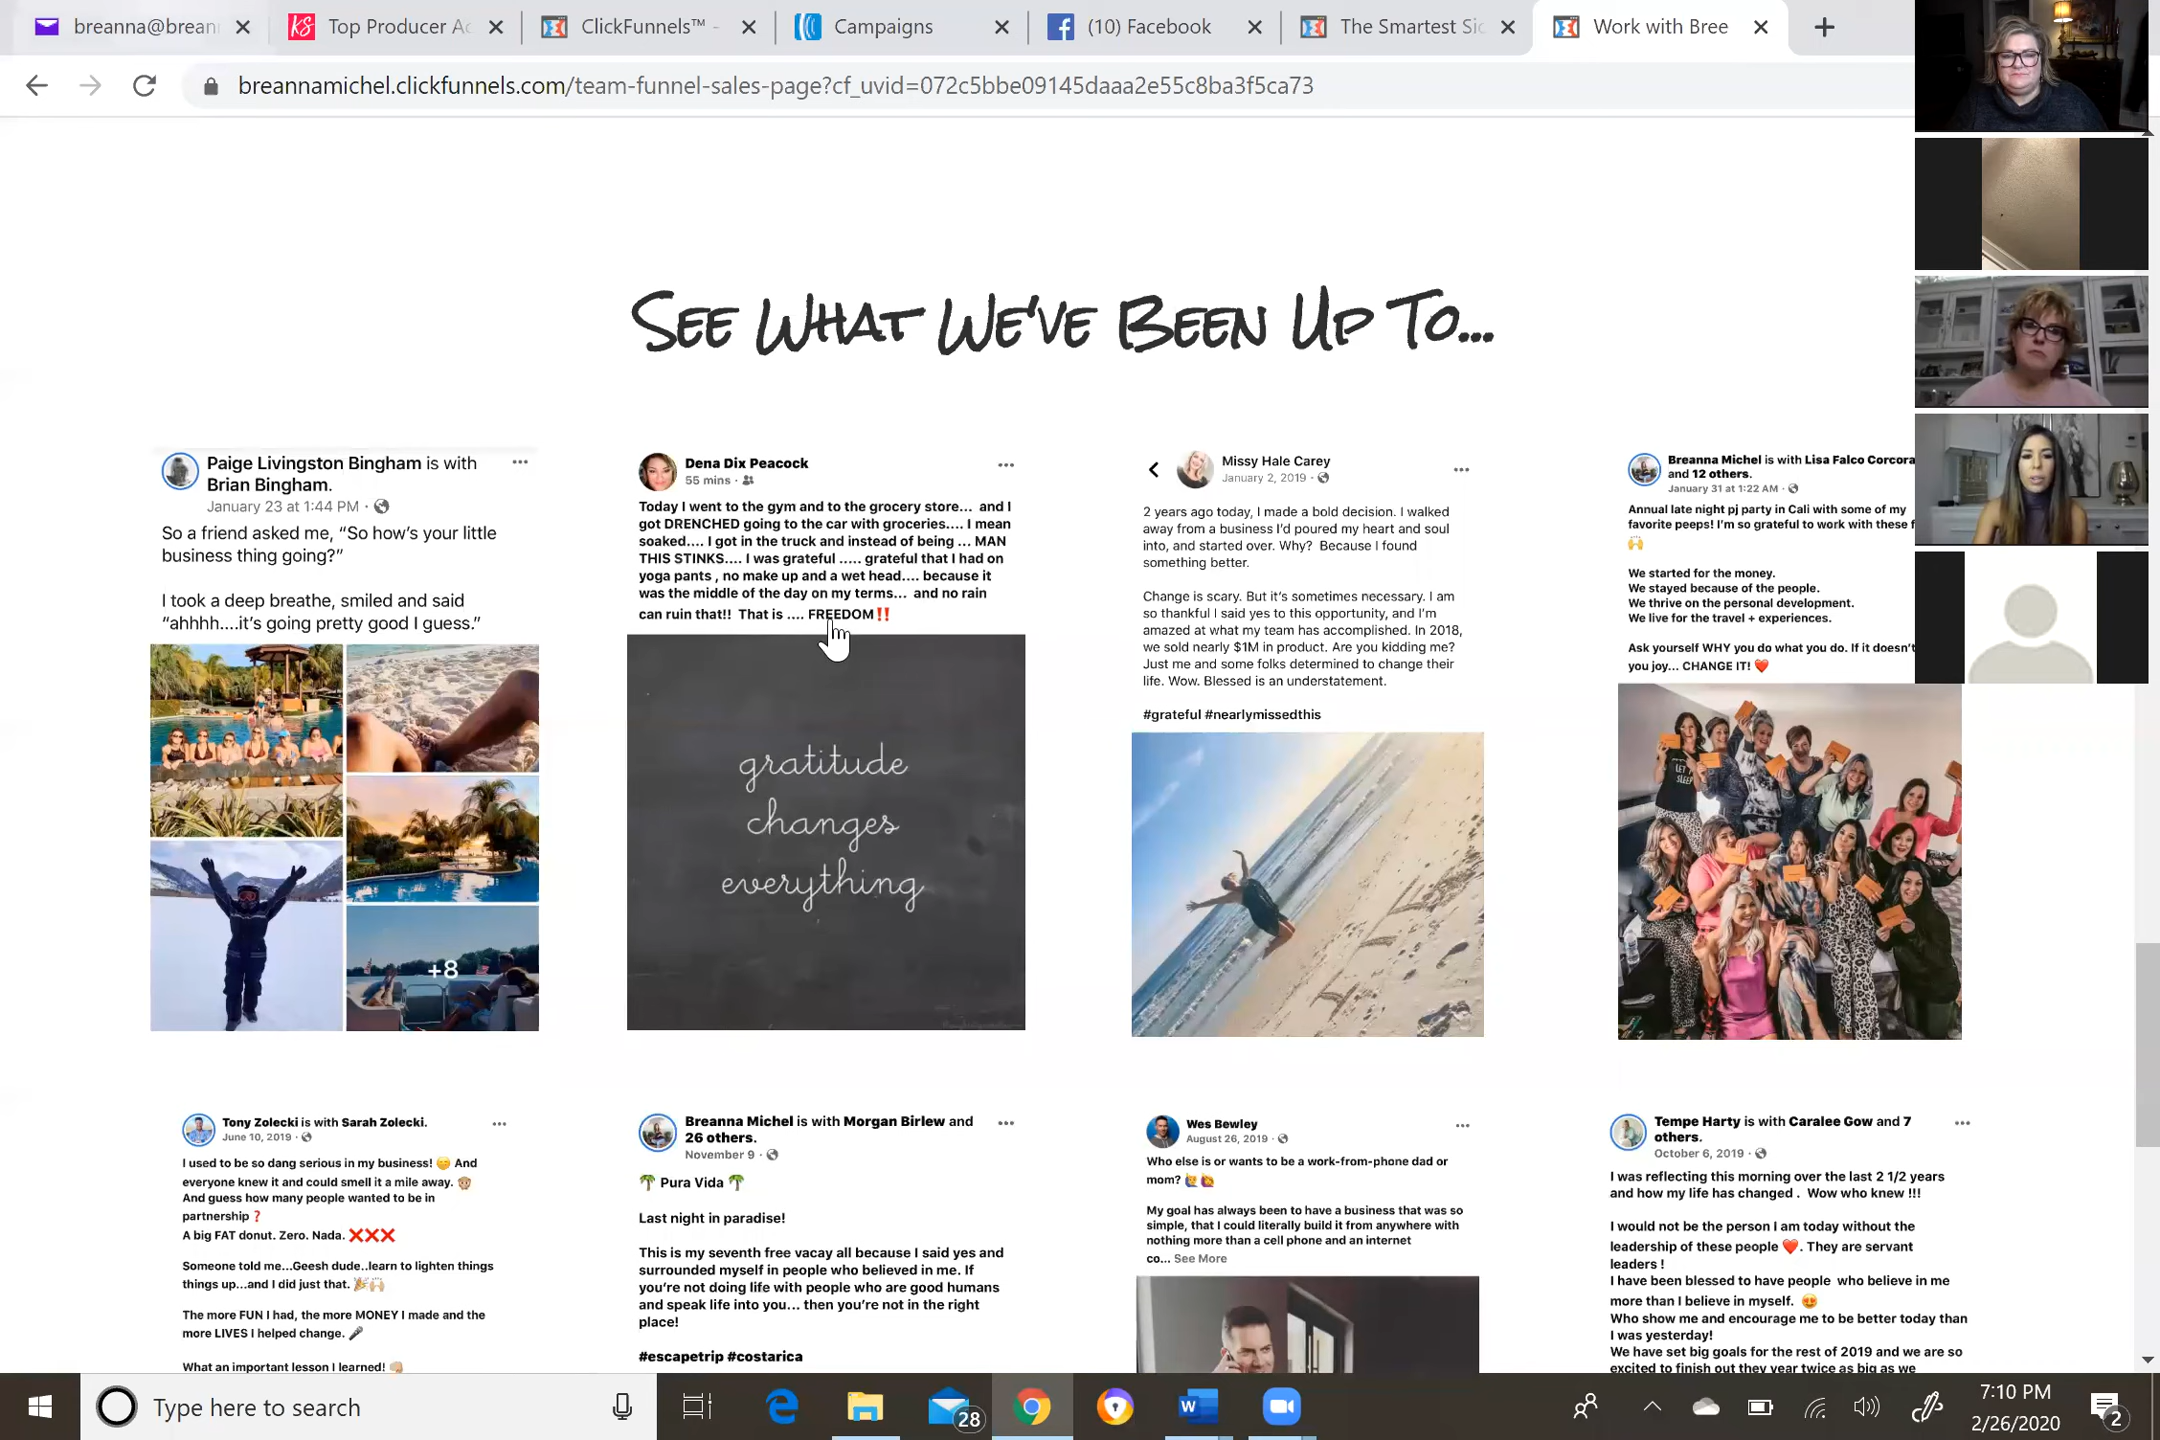 breanna@brean
Top Producer Ac
ClickFunnels™ -
Campaigns
(10) Facebook
The Smartest Sid
Work with Bree
breannamichel.clickfunnels.com/team-funnel-sales-page?cf_uvid=072c5bbe09145daaa2e55c8ba3f5ca73
See What We've Been Up To...
Paige Livingston Bingham is with
Brian Bingham.
January 23 at 1:44 PM
So a friend asked me, “So how’s your little
business thing going?”
I took a deep breathe, smiled and said
“ahhhh....it’s going pretty good I guess.”
+8
Dena Dix Peacock
55 mins
Today I went to the gym and to the grocery store... and I
got DRENCHED going to the car with groceries.... I mean
soaked.... I got in the truck and instead of being ... MAN
THIS STINKS.... I was grateful ..... grateful that I had on
yoga pants , no make up and a wet head.... because it
was the middle of the day on my terms... and no rain
can ruin that!! That is .... FREEDOM‼️
gratitude
changes
everything
Missy Hale Carey
January 2, 2019
2 years ago today, I made a bold decision. I walked
away from a business I’d poured my heart and soul
into, and started over. Why? Because I found
something better.
Change is scary. But it’s sometimes necessary. I am
so thankful I said yes to this opportunity, and I’m
amazed at what my team has accomplished. In 2018,
we sold nearly $1M in product. Are you kidding me?
Just me and some folks determined to change their
life. Wow. Blessed is an understatement.
#grateful #nearlymissedthis
Breanna Michel is with Lisa Falco Corcora
and 12 others.
January 31 at 1:22 AM
Annual late night pj party in Cali with some of my
favorite peeps! I’m so grateful to work with these f
🙌
We started for the money.
We stayed because of the people.
We thrive on the personal development.
We live for the travel + experiences.
Ask yourself WHY you do what you do. If it doesn’t
you joy... CHANGE IT! ❤️
Tony Zolecki is with Sarah Zolecki.
June 10, 2019
I used to be so dang serious in my business! 😑 And
everyone knew it and could smell it a mile away. 🙊
And guess how many people wanted to be in
partnership ❓
A big FAT donut. Zero. Nada. ❌❌❌
Someone told me...Geesh dude..learn to lighten things
things up...and I did just that. 🎉🙌🏼
The more FUN I had, the more MONEY I made and the
more LIVES I helped change. 🎤
What an important lesson I learned! 👊🏼
Breanna Michel is with Morgan Birlew and
26 others.
November 9
🌴 Pura Vida 🌴
Last night in paradise!
This is my seventh free vacay all because I said yes and
surrounded myself in people who believed in me. If
you’re not doing life with people who are good humans
and speak life into you... then you’re not in the right
place!
#escapetrip #costarica
Wes Bewley
August 26, 2019
Who else is or wants to be a work-from-phone dad or
mom? 🙋‍♂️🙋
My goal has always been to have a business that was so
simple, that I could literally build it from anywhere with
nothing more than a cell phone and an internet
co... See More
Tempe Harty is with Caralee Gow and 7
others.
October 6, 2019
I was reflecting this morning over the last 2 1/2 years
and how my life has changed . Wow who knew !!!
I would not be the person I am today without the
leadership of these people ❤️. They are servant
leaders !
I have been blessed to have people who believe in me
more than I believe in myself. 😍
Who show me and encourage me to be better today than
I was yesterday!
We have set big goals for the rest of 2019 and we are so
excited to finish out they year twice as big as we
Type here to search
28
7:10 PM
2/26/2020
2